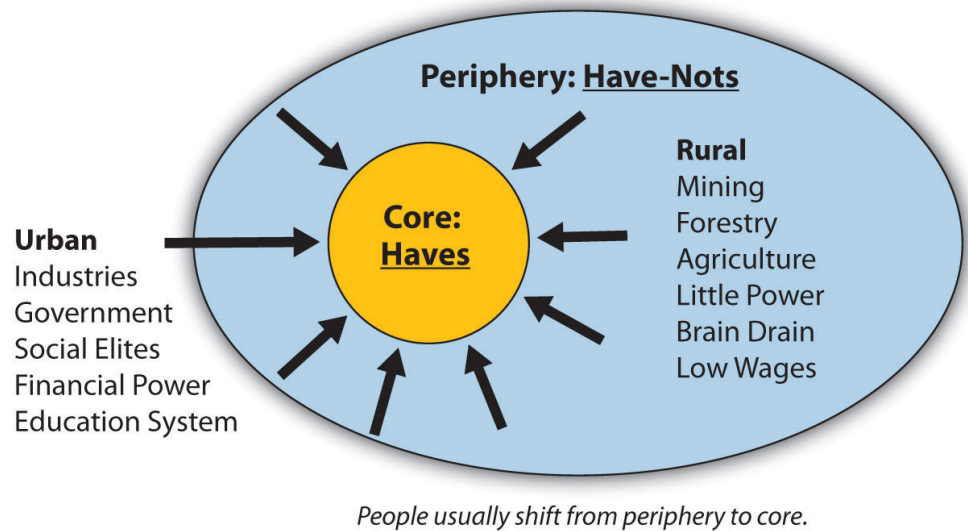 Periphery: Have-Nots
Core:
Haves
Urban
Industries
Government
Social Elites
Financial Power
Education System
Rural
Mining
Forestry
Agriculture
Little Power
Brain Drain
Low Wages
People usually shift from periphery to core.